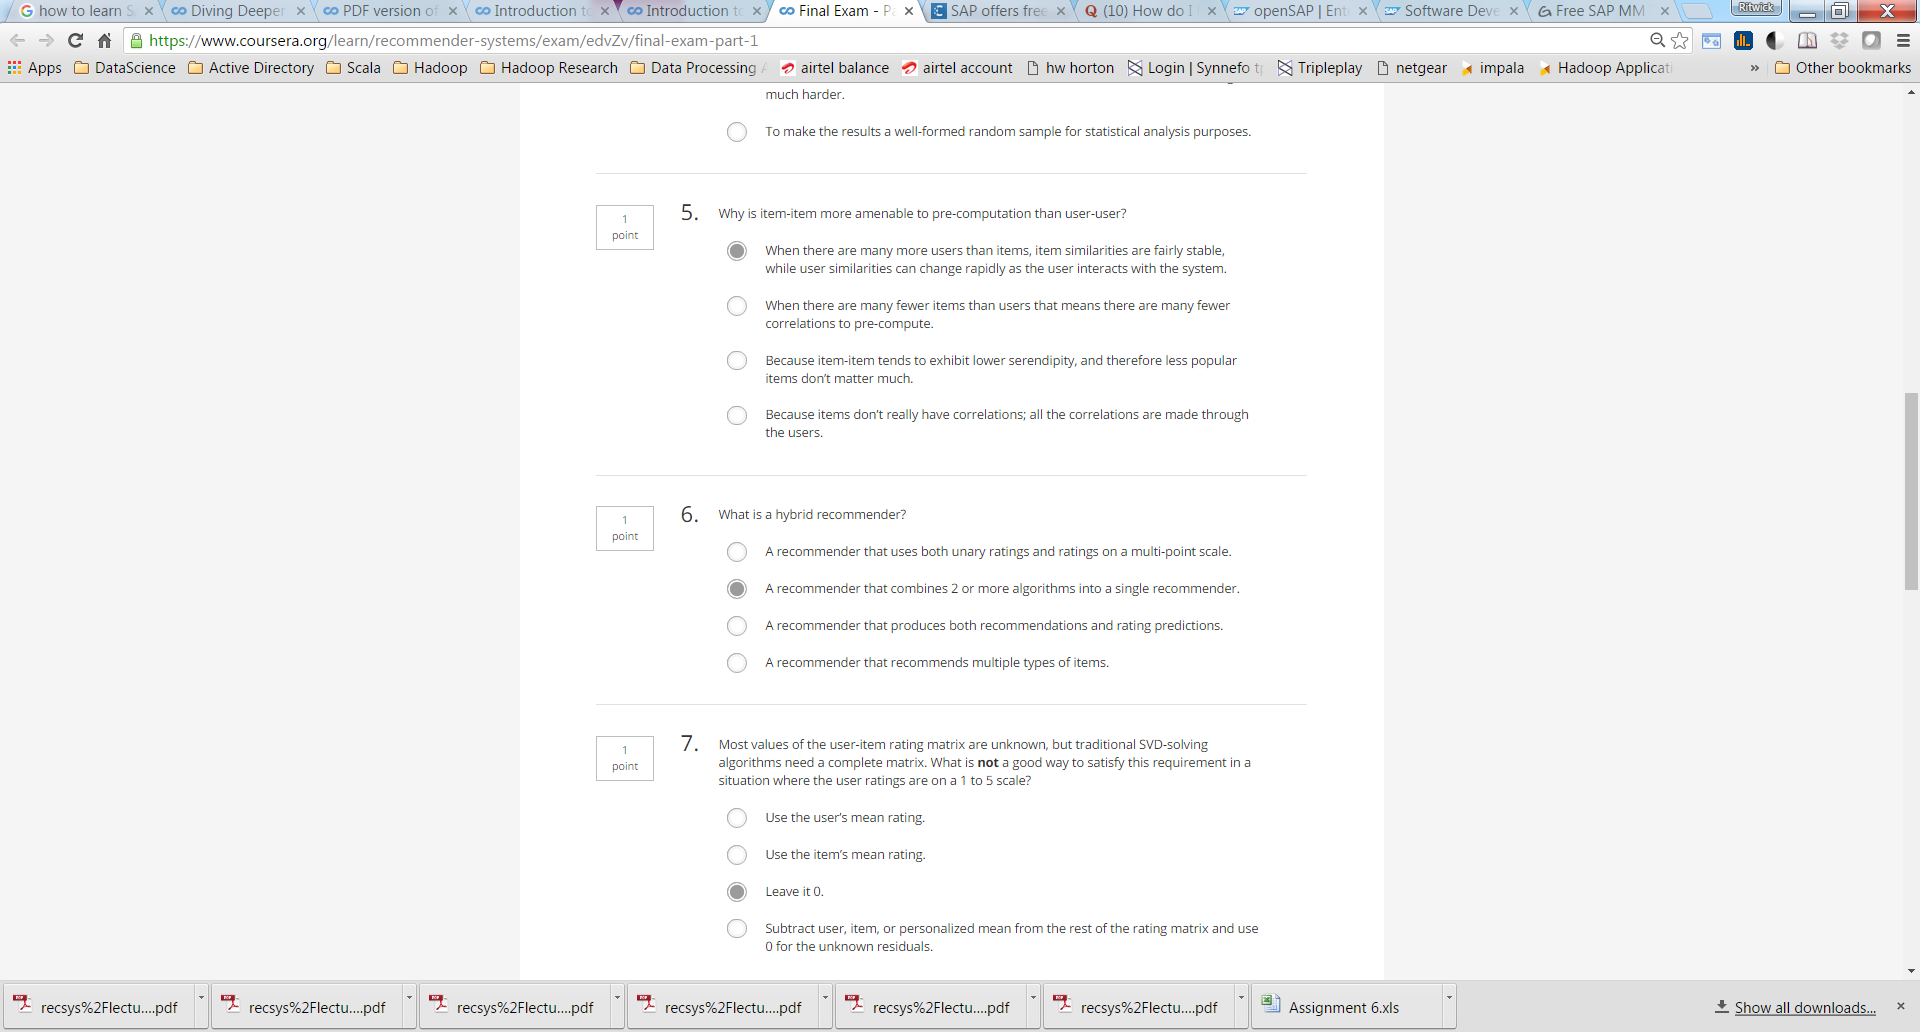 how to learn S
Diving Deeper
PDF version of
Introduction to
Introduction to
Final Exam - P
SAP offers free
(10) How do I
openSAP | Ent
Software Deve
Free SAP MM
Ritwick
https://www.coursera.org/learn/recommender-systems/exam/edvZv/final-exam-part-1
Apps
DataScience
Active Directory
Scala
Hadoop
Hadoop Research
Data Processing
airtel balance
airtel account
hw horton
Login | Synnefo
Tripleplay
netgear
impala
Hadoop Applicati
»
Other bookmarks
much harder.
To make the results a well-formed random sample for statistical analysis purposes.
1
point
5.
Why is item-item more amenable to pre-computation than user-user?
When there are many more users than items, item similarities are fairly stable,
while user similarities can change rapidly as the user interacts with the system.
When there are many fewer items than users that means there are many fewer
correlations to pre-compute.
Because item-item tends to exhibit lower serendipity, and therefore less popular
items don't matter much.
Because items don't really have correlations; all the correlations are made through
the users.
1
point
6.
What is a hybrid recommender?
A recommender that uses both unary ratings and ratings on a multi-point scale.
A recommender that combines 2 or more algorithms into a single recommender.
A recommender that produces both recommendations and rating predictions.
A recommender that recommends multiple types of items.
1
point
7.
Most values of the user-item rating matrix are unknown, but traditional SVD-solving
algorithms need a complete matrix. What is not a good way to satisfy this requirement in a
situation where the user ratings are on a 1 to 5 scale?
Use the user's mean rating.
Use the item's mean rating.
Leave it 0.
Subtract user, item, or personalized mean from the rest of the rating matrix and use
0 for the unknown residuals.
recsys%2Flectu....pdf
recsys%2Flectu....pdf
recsys%2Flectu....pdf
recsys%2Flectu....pdf
recsys%2Flectu....pdf
recsys%2Flectu....pdf
Assignment 6.xls
Show all downloads...